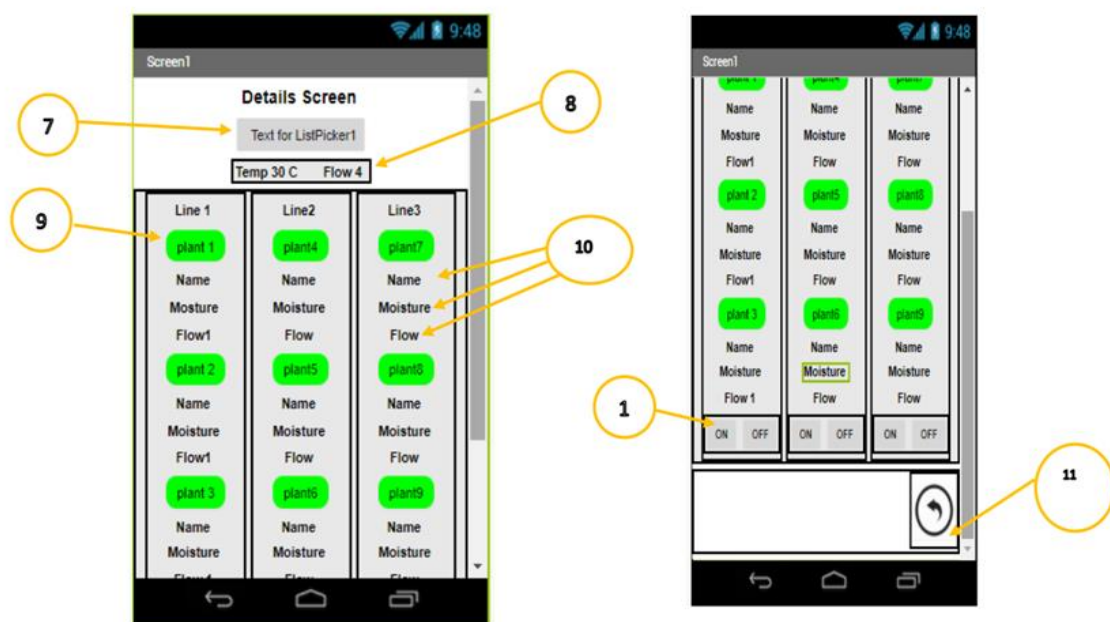 9:48
Screen1
Details Screen
7
Text for ListPicker1
8
Temp 30 C Flow 4
Line 1 Line2 Line3
9
plant 1 plant4 plant7
10
Name Name Name
Mosture Moisture Moisture
Flow1 Flow Flow
plant 2 plant5 plant8
Name Name Name
Moisture Moisture Moisture
Flow1 Flow Flow
plant 3 plant6 plant9
Name Name Name
Moisture Moisture Moisture
9:48
Screen1
Name Name Name
Mosture Moisture Moisture
Flow1 Flow Flow
plant 2 plant5 plant8
Name Name Name
Moisture Moisture Moisture
Flow1 Flow Flow
plant 3 plant6 plant9
Name Name Name
Moisture Moisture Moisture
Flow 1 Flow Flow
1
ON OFF ON OFF ON OFF
11